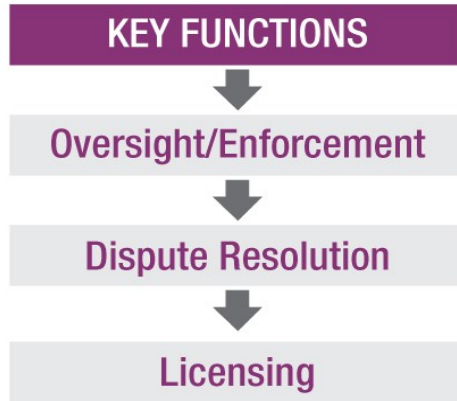 KEY FUNCTIONS
Oversight/Enforcement
Dispute Resolution
Licensing